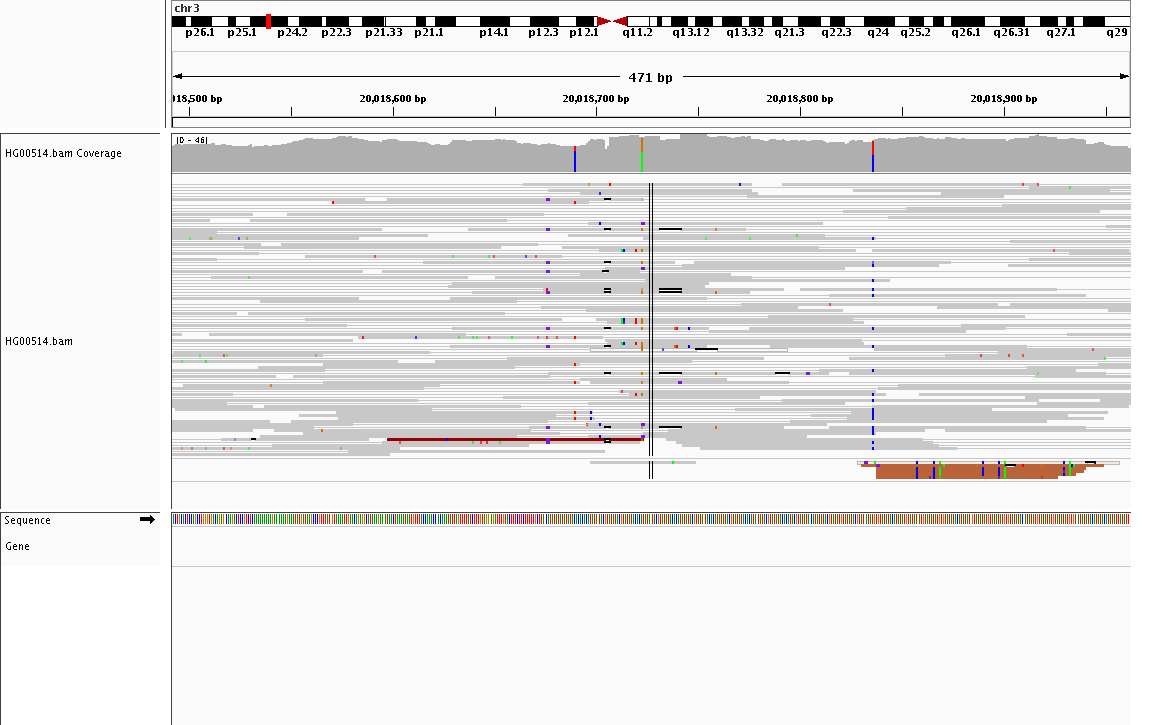 chr3
p26.1 p25.1 p24.2 p22.3 p21.33 p21.1 p14.1 p12.3 p12.1 q11.2 q13.12 q13.32 q21.3 q22.3 q24 q25.2 q26.1 q26.31 q27.1 q29
471 bp
18,500 bp 20,018,600 bp 20,018,700 bp 20,018,800 bp 20,018,900 bp
[0 - 46]
HG00514.bam Coverage
HG00514.bam
Sequence
Gene